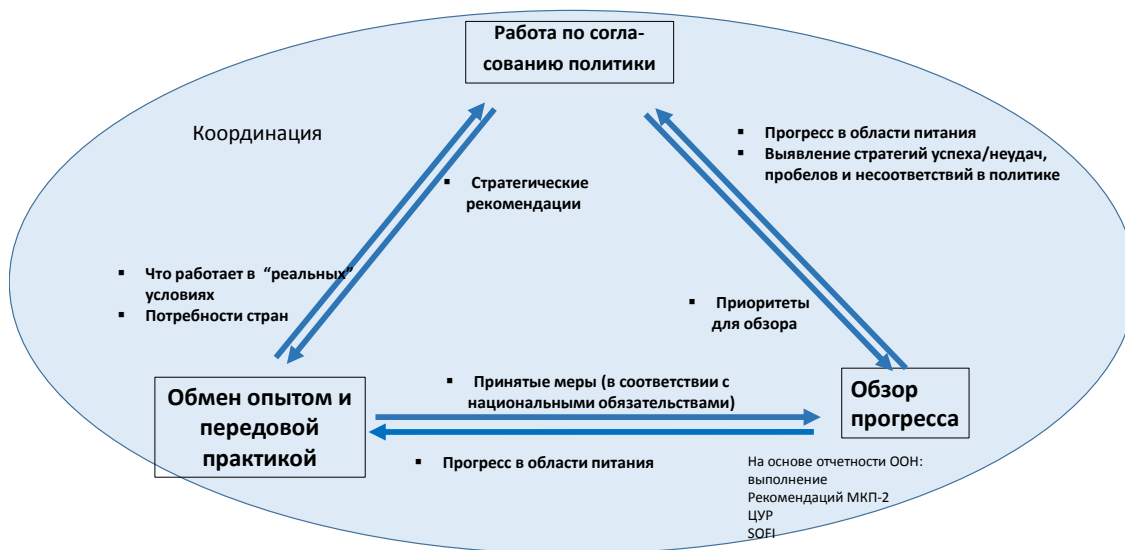 Работа по согла-
сованию политики
Координация
▪ Прогресс в области питания
▪ Выявление стратегий успеха/неудач,
пробелов и несоответствий в политике
▪ Стратегические
рекомендации
▪ Что работает в “реальных”
условиях
▪ Потребности стран
▪ Приоритеты
для обзора
Обмен опытом и
передовой
практикой
▪ Принятые меры (в соответствии с
национальными обязательствами)
Обзор
прогресса
▪ Прогресс в области питания
На основе отчетности ООН:
выполнение
Рекомендаций МКП-2
ЦУР
SOFI